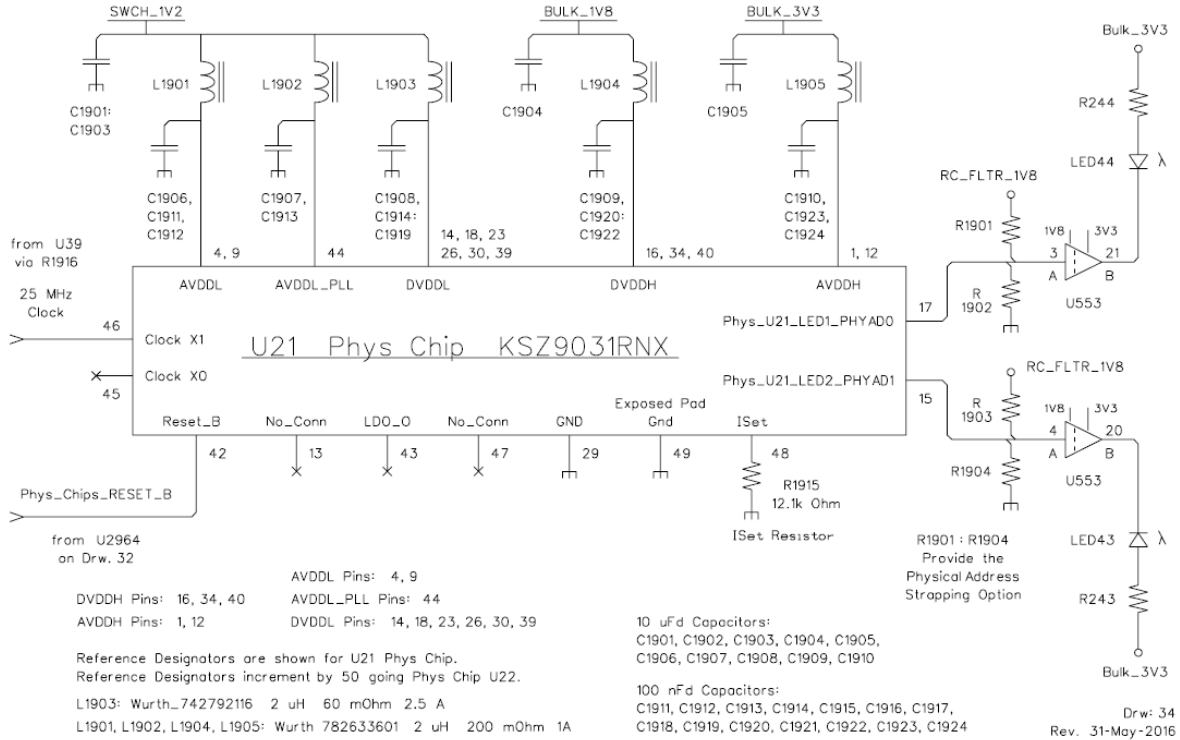 SWCH_1V2
BULK_1V8
BULK_3V3
Bulk_3V3
L1901
L1902
L1903
L1904
L1905
R244
C1901:
C1903
C1904
C1905
LED44
λ
C1906,
C1911,
C1912
C1907,
C1913
C1908,
C1914:
C1919
C1909,
C1920:
C1922
C1910,
C1923,
C1924
RC_FLTR_1V8
R1901
1V8
3V3
3
21
A
B
U553
R
1902
from U39
via R1916
25 MHz
Clock
4, 9
44
14, 18, 23
26, 30, 39
16, 34, 40
1, 12
AVDDL
AVDDL_PLL
DVDDL
DVDDH
AVDDH
46
Clock X1
U21 Phys Chip KSZ9031RNX
Phys_U21_LED1_PHYAD0
17
Clock XO
45
Phys_U21_LED2_PHYAD1
15
RC_FLTR_1V8
R
1903
1V8
3V3
4
20
A
B
U553
R1904
Reset_B
No_Conn
LDO_O
No_Conn
GND
Exposed Pad
Gnd
ISet
42
13
43
47
29
49
48
R1915
12.1k Ohm
ISet Resistor
Phys_Chips_RESET_B
from U2964
on Drw. 32
R1901 : R1904
Provide the
Physical Address
Strapping Option
LED43
λ
R243
Bulk_3V3
AVDDL Pins: 4, 9
DVDDH Pins: 16, 34, 40
AVDDL_PLL Pins: 44
AVDDH Pins: 1, 12
DVDDL Pins: 14, 18, 23, 26, 30, 39
Reference Designators are shown for U21 Phys Chip.
Reference Designators increment by 50 going Phys Chip U22.
L1903: Wurth_742792116 2 uH 60 mOhm 2.5 A
L1901, L1902, L1904, L1905: Wurth 782633601 2 uH 200 mOhm 1A
10 uFd Capacitors:
C1901, C1902, C1903, C1904, C1905,
C1906, C1907, C1908, C1909, C1910
100 nFd Capacitors:
C1911, C1912, C1913, C1914, C1915, C1916, C1917,
C1918, C1919, C1920, C1921, C1922, C1923, C1924
Drw: 34
Rev. 31-May-2016